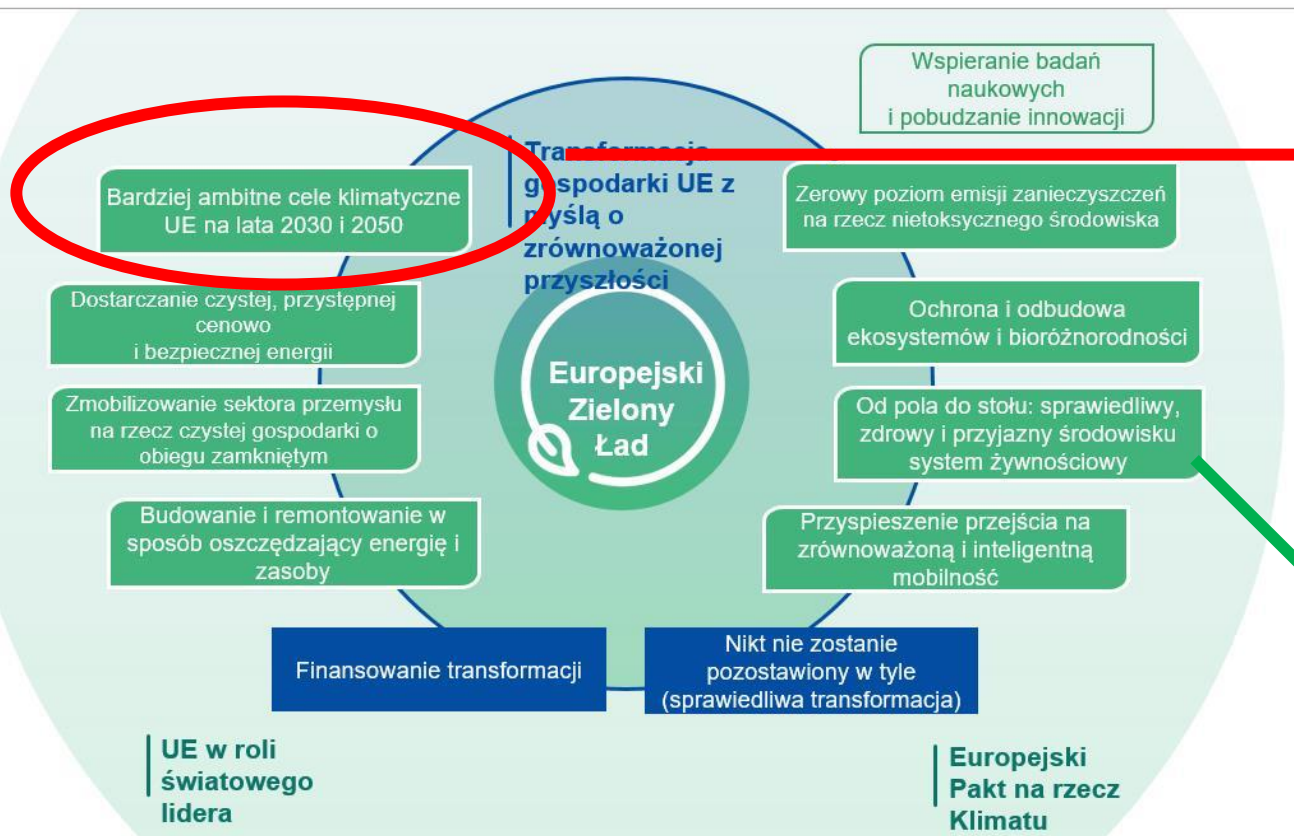 Wspieranie badań
naukowych
i pobudzanie innowacji
Transformacja
gospodarki UE z
myślą o
zrównoważonej
przyszłości
Bardziej ambitne cele klimatyczne
UE na lata 2030 i 2050
Zerowy poziom emisji zanieczyszczeń
na rzecz nietoksycznego środowiska
Dostarczanie czystej, przystępnej
cenowo
i bezpiecznej energii
Ochrona i odbudowa
ekosystemów i bioróżnorodności
Zmobilizowanie sektora przemysłu
na rzecz czystej gospodarki o
obiegu zamkniętym
Europejski
Zielony
Ład
Od pola do stołu: sprawiedliwy,
zdrowy i przyjazny środowisku
system żywnościowy
Budowanie i remontowanie w
sposób oszczędzający energię i
zasoby
Przyspieszenie przejścia na
zrównoważoną i inteligentną
mobilność
Finansowanie transformacji
Nikt nie zostanie
pozostawiony w tyle
(sprawiedliwa transformacja)
UE w roli
światowego
lidera
Europejski
Pakt na rzecz
Klimatu